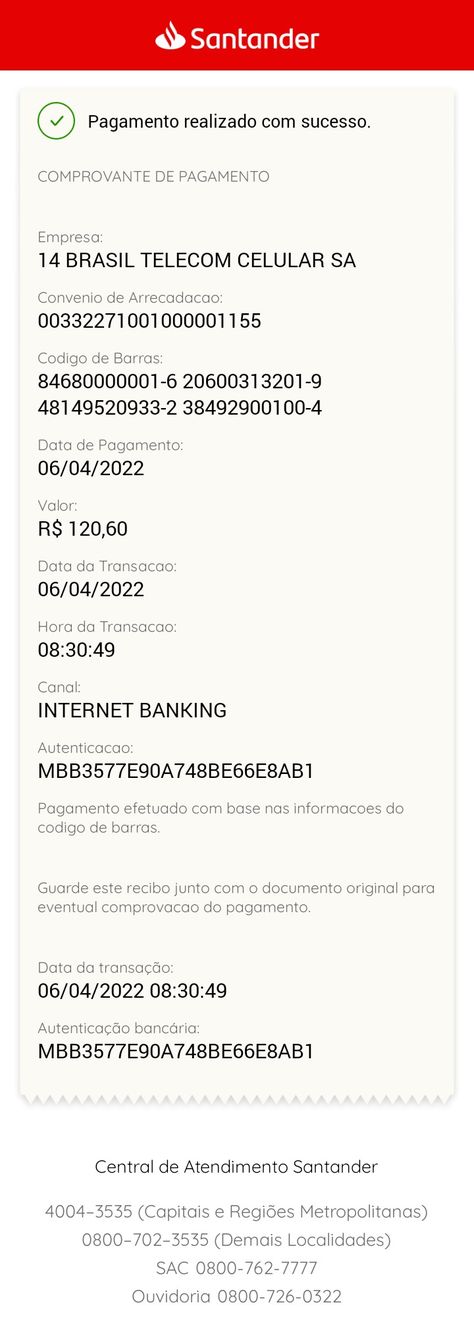 Santander
Pagamento realizado com sucesso.
COMPROVANTE DE PAGAMENTO
Empresa:
14 BRASIL TELECOM CELULAR SA
Convenio de Arrecadacao:
00332271001000001155
Codigo de Barras:
84680000001-6 20600313201-9
48149520933-2 38492900100-4
Data de Pagamento:
06/04/2022
Valor:
R$ 120,60
Data da Transacao:
06/04/2022
Hora da Transacao:
08:30:49
Canal:
INTERNET BANKING
Autenticacao:
MBB3577E90A748BE66E8AB1
Pagamento efetuado com base nas informacoes do
codigo de barras.
Guarde este recibo junto com o documento original para
eventual comprovacao do pagamento.
Data da transação:
06/04/2022 08:30:49
Autenticação bancária:
MBB3577E90A748BE66E8AB1
Central de Atendimento Santander
4004-3535 (Capitais e Regiões Metropolitanas)
0800-702-3535 (Demais Localidades)
SAC 0800-762-7777
Ouvidoria 0800-726-0322